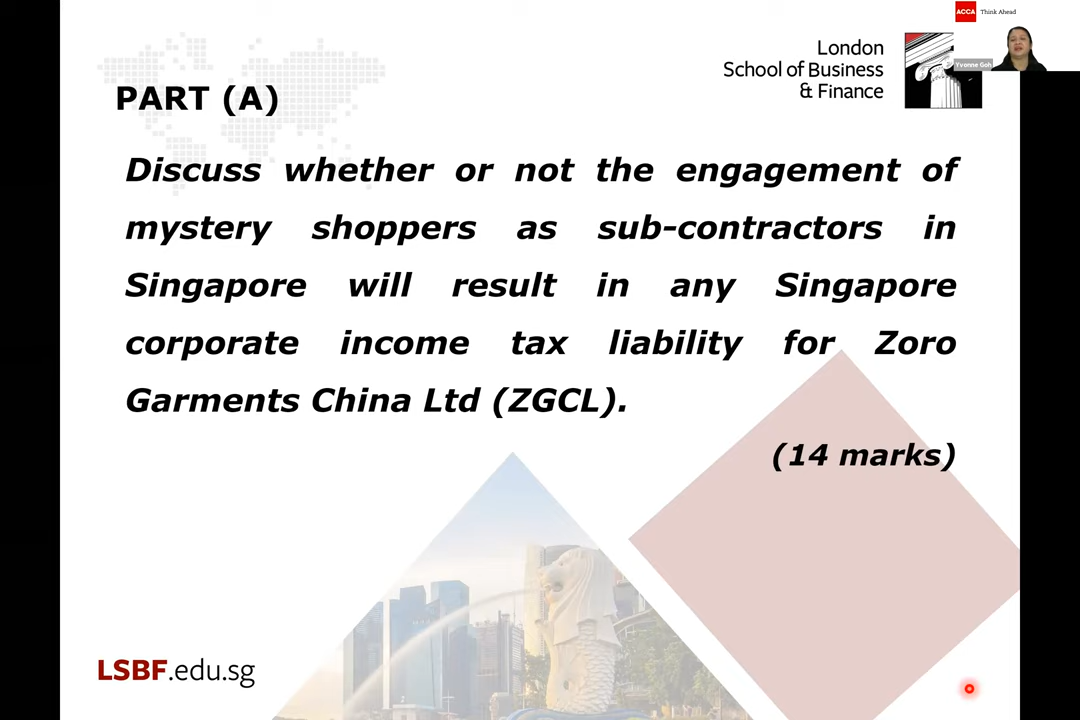 ACCA Think Ahead
London
School of Business
& Finance
Yvonne Goh
PART (A)
Discuss whether or not the engagement of
mystery shoppers as sub-contractors in
Singapore will result in any Singapore
corporate income tax liability for Zoro
Garments China Ltd (ZGCL).
(14 marks)
LSBF.edu.sg